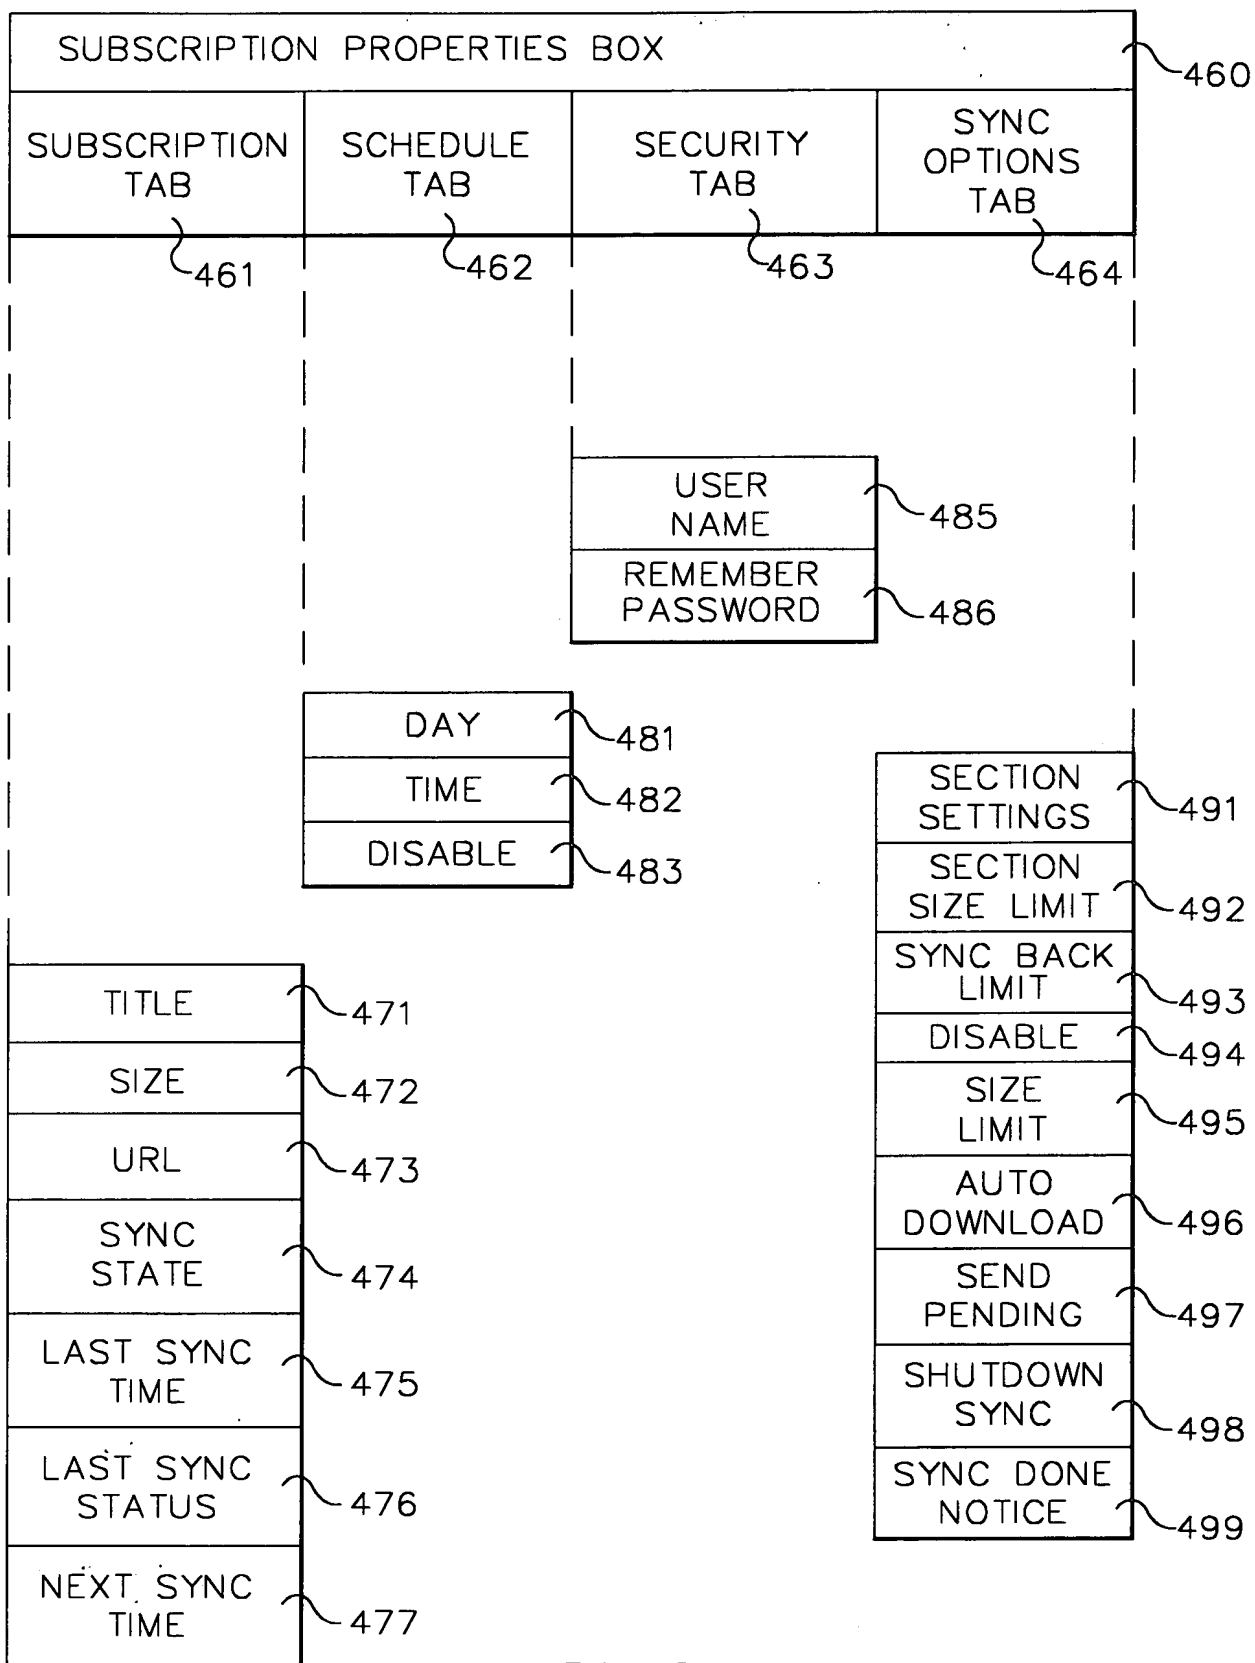 SUBSCRIPTION PROPERTIES BOX
460
SUBSCRIPTION
TAB
461
SCHEDULE
TAB
462
SECURITY
TAB
463
SYNC
OPTIONS
TAB
464
USER
NAME
485
REMEMBER
PASSWORD
486
DAY
481
TIME
482
DISABLE
483
SECTION
SETTINGS
491
SECTION
SIZE LIMIT
492
SYNC BACK
LIMIT
493
DISABLE
494
SIZE
LIMIT
495
AUTO
DOWNLOAD
496
SEND
PENDING
497
SHUTDOWN
SYNC
498
SYNC DONE
NOTICE
499
TITLE
471
SIZE
472
URL
473
SYNC
STATE
474
LAST SYNC
TIME
475
LAST SYNC
STATUS
476
NEXT SYNC
TIME
477